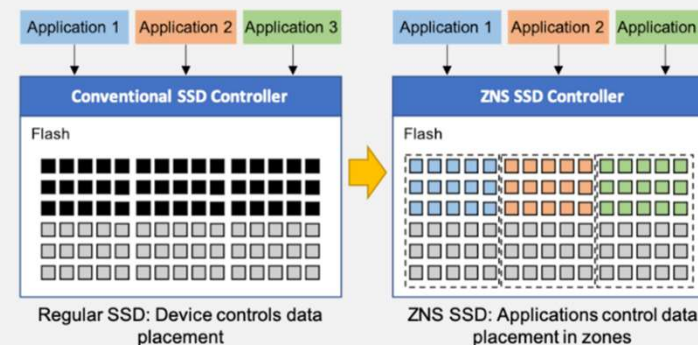 Application 1 Application 2 Application 3
Conventional SSD Controller
Flash
Regular SSD: Device controls data
placement
Application 1 Application 2 Application
ZNS SSD Controller
Flash
ZNS SSD: Applications control data
placement in zones